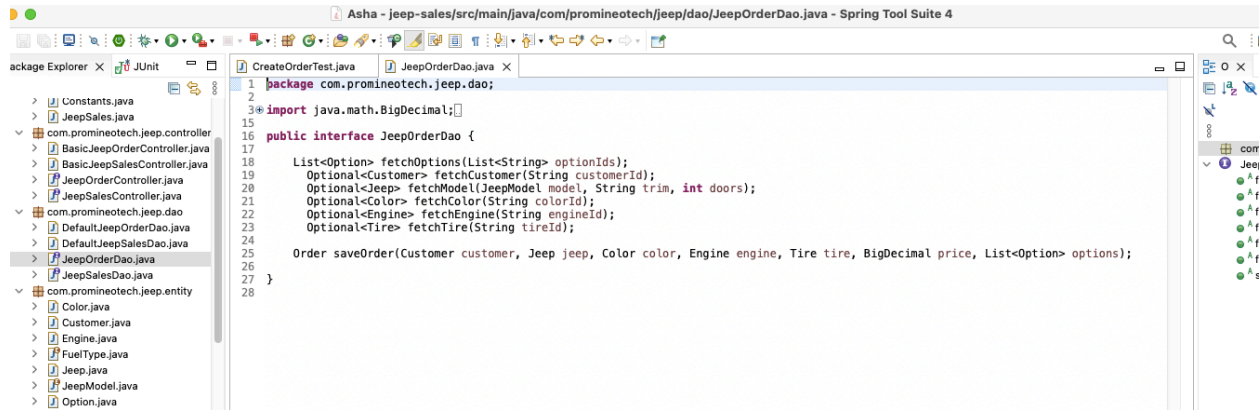 Asha - jeep-sales/src/main/java/com/promineotech/jeep/dao/JeepOrderDao.java - Spring Tool Suite 4
ackage Explorer
JUnit
Constants.java
JeepSales.java
com.promineotech.jeep.controller
BasicJeepOrderController.java
BasicJeepSalesController.java
JeepOrderController.java
JeepSalesController.java
com.promineotech.jeep.dao
DefaultJeepOrderDao.java
DefaultJeepSalesDao.java
JeepOrderDao.java
JeepSalesDao.java
com.promineotech.jeep.entity
Color.java
Customer.java
Engine.java
FuelType.java
Jeep.java
JeepModel.java
Option.java
CreateOrderTest.java
JeepOrderDao.java
1 package com.promineotech.jeep.dao;
2
3 import java.math.BigDecimal;
15
16 public interface JeepOrderDao {
17
18 List<Option> fetchOptions(List<String> optionIds);
19 Optional<Customer> fetchCustomer(String customerId);
20 Optional<Jeep> fetchModel(JeepModel model, String trim, int doors);
21 Optional<Color> fetchColor(String colorId);
22 Optional<Engine> fetchEngine(String engineId);
23 Optional<Tire> fetchTire(String tireId);
24
25 Order saveOrder(Customer customer, Jeep jeep, Color color, Engine engine, Tire tire, BigDecimal price, List<Option> options);
26
27 }
28
O
com
Jee
A f
A f
A f
A f
A f
A f
A s